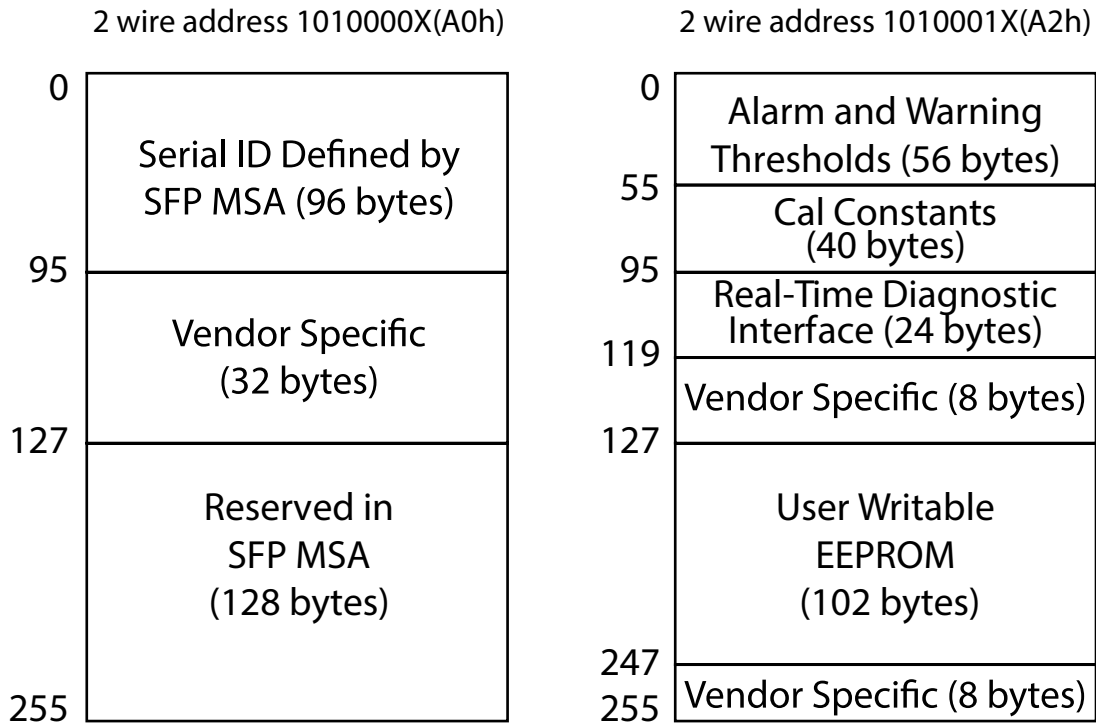 2 wire address 1010000X(A0h)
0
Serial ID Defined by
SFP MSA (96 bytes)
95
Vendor Specific
(32 bytes)
127
Reserved in
SFP MSA
(128 bytes)
255
2 wire address 1010001X(A2h)
0
Alarm and Warning
Thresholds (56 bytes)
55
Cal Constants
(40 bytes)
95
Real-Time Diagnostic
Interface (24 bytes)
119
Vendor Specific (8 bytes)
127
User Writable
EEPROM
(102 bytes)
247
Vendor Specific (8 bytes)
255